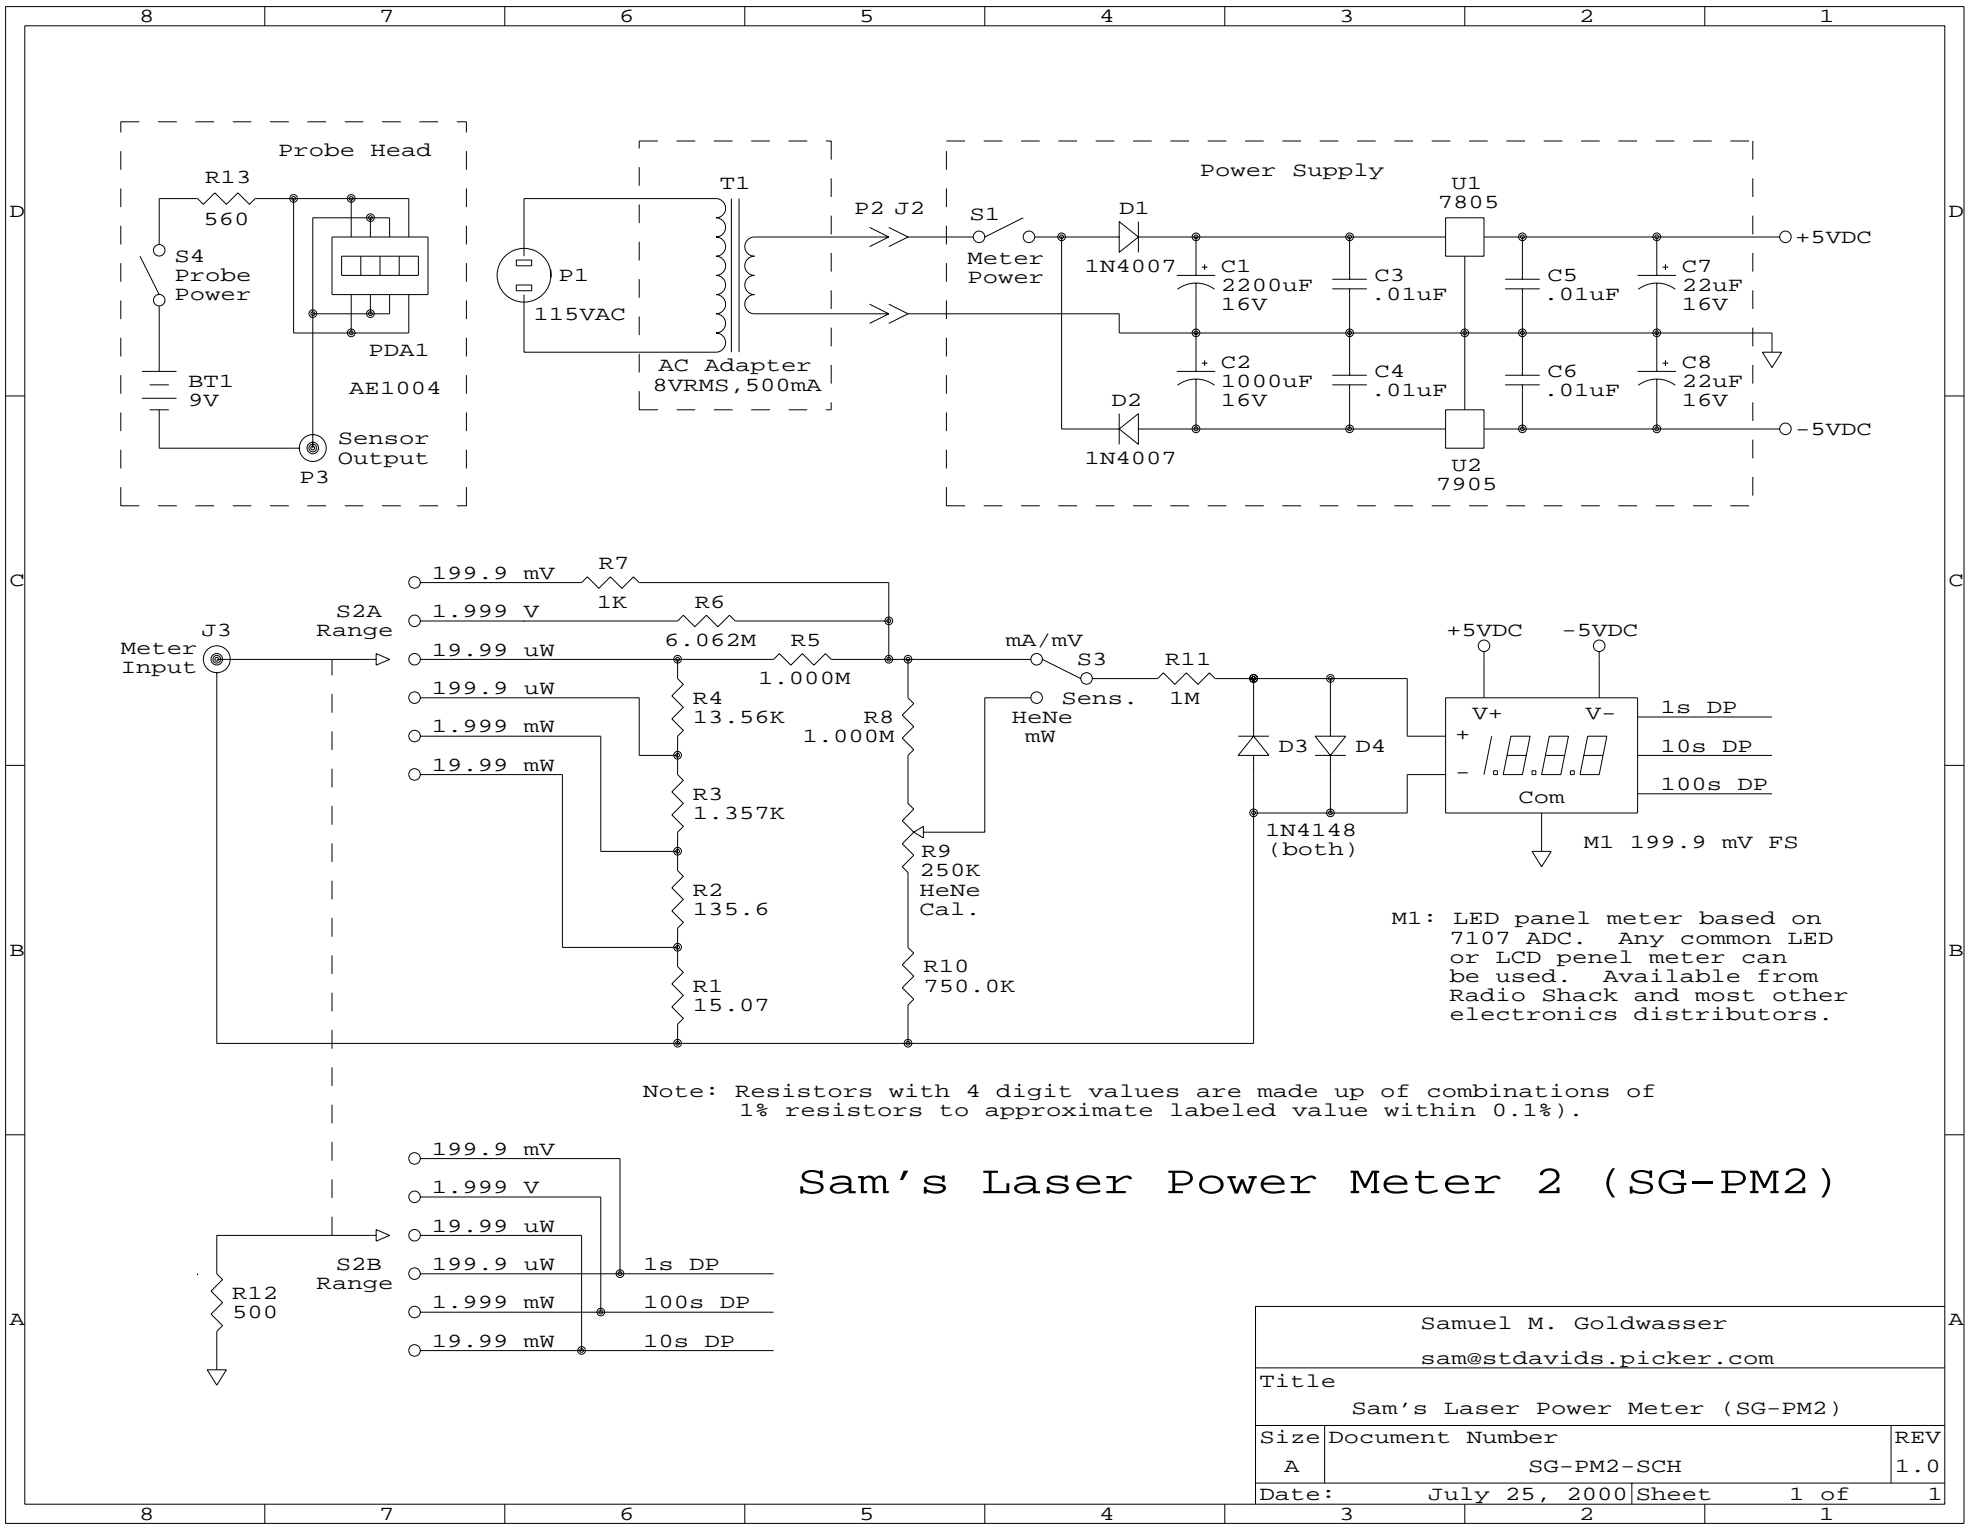 8 7 6 5 4 3 2 1
D
D
C
C
B
B
A
A
Probe Head
R13
560
S4
Probe
Power
BT1
9V
PDA1
AE1004
Sensor
Output
P3
P1
115VAC
T1
AC Adapter
8VRMS,500mA
P2 J2
Power Supply
S1
Meter
Power
D1
1N4007
D2
1N4007
+ C1
2200uF
16V
+ C2
1000uF
16V
C3
.01uF
C4
.01uF
U1
7805
U2
7905
C5
.01uF
C6
.01uF
+ C7
22uF
16V
+ C8
22uF
16V
+5VDC
-5VDC
J3
Meter
Input
S2A
Range
199.9 mV
1.999 V
19.99 uW
199.9 uW
1.999 mW
19.99 mW
R7
1K
R6
6.062M
R5
1.000M
R4
13.56K
R3
1.357K
R2
135.6
R1
15.07
R8
1.000M
R9
250K
HeNe
Cal.
R10
750.0K
mA/mV
S3
Sens.
HeNe
mW
R11
1M
D3
D4
1N4148
(both)
+5VDC
-5VDC
V+ V-
+
-
1.8.8.8
Com
1s DP
10s DP
100s DP
M1 199.9 mV FS
M1: LED panel meter based on
7107 ADC. Any common LED
or LCD penel meter can
be used. Available from
Radio Shack and most other
electronics distributors.
Note: Resistors with 4 digit values are made up of combinations of
1% resistors to approximate labeled value within 0.1%).
Sam's Laser Power Meter 2 (SG-PM2)
199.9 mV
1.999 V
19.99 uW
199.9 uW
1.999 mW
19.99 mW
S2B
Range
R12
500
1s DP
100s DP
10s DP
Samuel M. Goldwasser
sam@stdavids.picker.com
Title
Sam's Laser Power Meter (SG-PM2)
Size Document Number REV
A SG-PM2-SCH 1.0
Date: July 25, 2000 Sheet 1 of 1
8 7 6 5 4 3 2 1